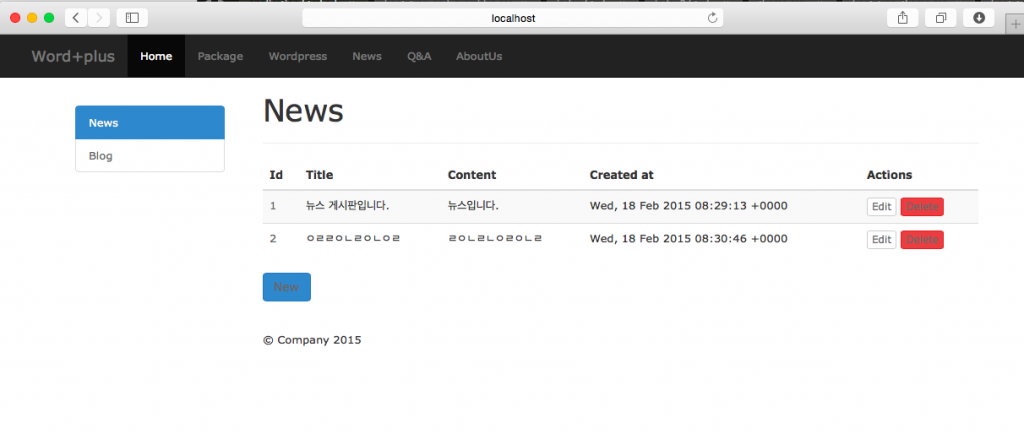 localhost
Word+plus Home Package Wordpress News Q&A AboutUs
News
Blog
News
Id Title Content Created at Actions
1 뉴스 게시판입니다. 뉴스입니다. Wed, 18 Feb 2015 08:29:13 +0000 Edit Delete
2 ㅇㄹㄹㅇㄴㄹㅇㄴㅇㄹ ㄹㅇㄴㄹㄴㅇㄹㅇㄴㄹ Wed, 18 Feb 2015 08:30:46 +0000 Edit Delete
New
© Company 2015